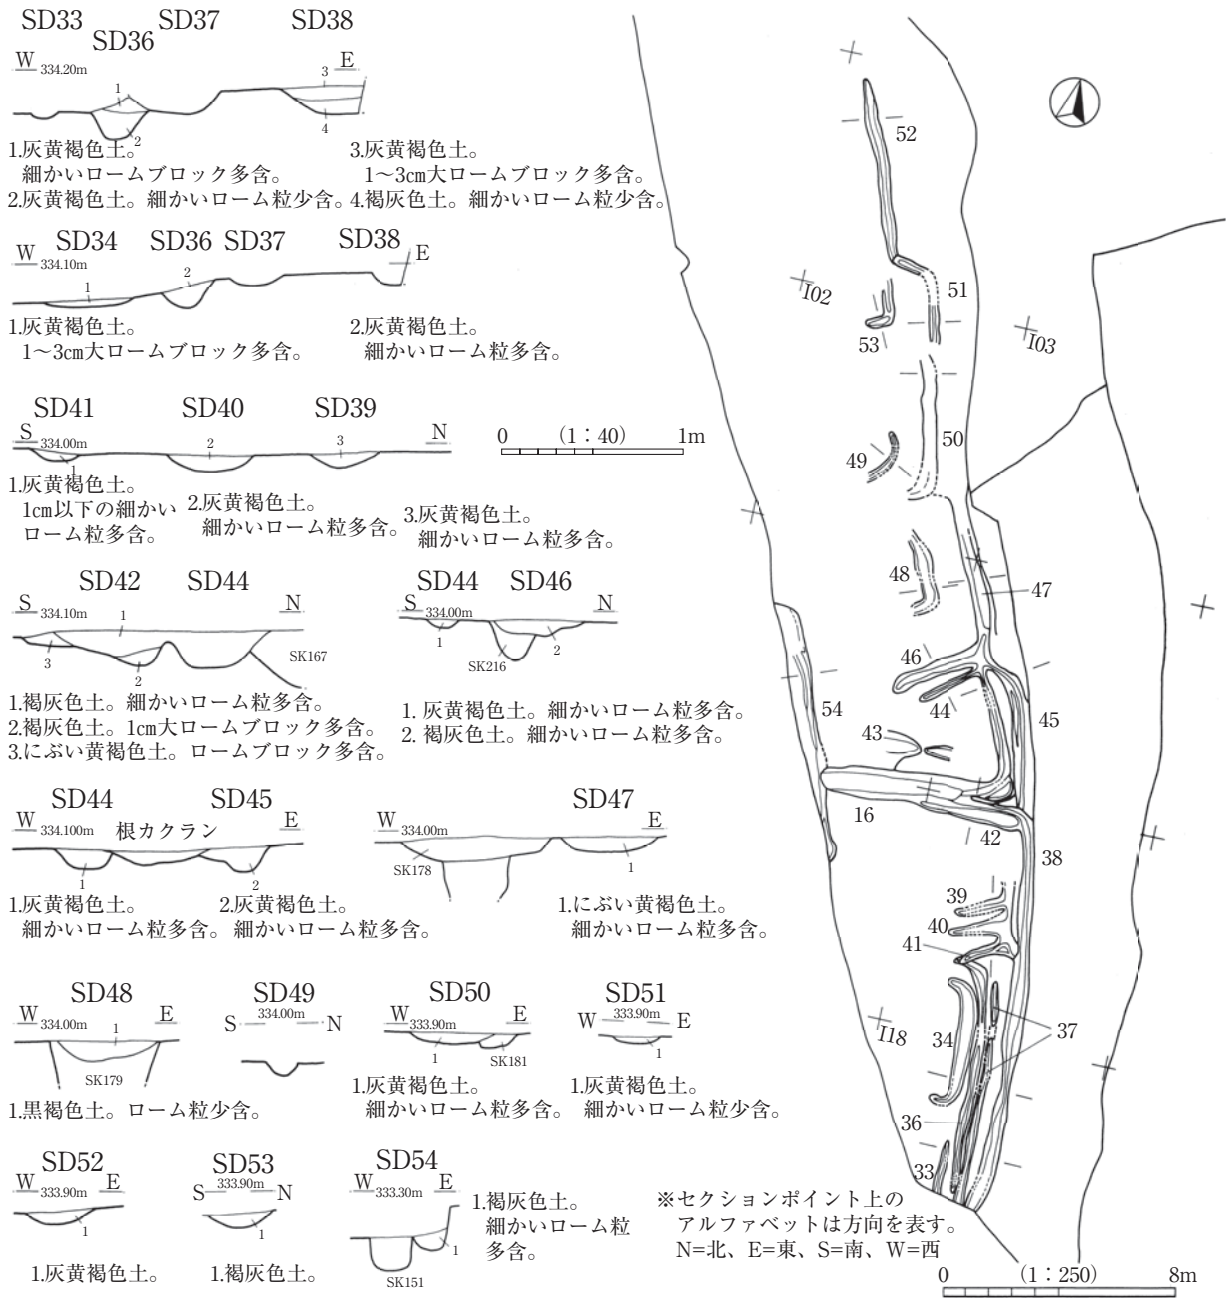 SD33 SD36 SD37 SD38
W 334.20m E
1 2 3 4
1.灰黄褐色土。
細かいロームブロック多含。
2.灰黄褐色土。細かいローム粒少含。
3.灰黄褐色土。
1～3cm大ロームブロック多含。
4.褐灰色土。細かいローム粒少含。
SD34 SD36 SD37 SD38
W 334.10m E
1 2
1.灰黄褐色土。
1～3cm大ロームブロック多含。
2.灰黄褐色土。
細かいローム粒多含。
SD41 SD40 SD39
S 334.00m N
1 2 3
1.灰黄褐色土。
1cm以下の細かい
ローム粒多含。
2.灰黄褐色土。
細かいローム粒多含。
3.灰黄褐色土。
細かいローム粒多含。
0 (1：40) 1m
SD42 SD44
S 334.10m N
1 2 3 SK167
1.褐灰色土。細かいローム粒多含。
2.褐灰色土。1cm大ロームブロック多含。
3.にぶい黄褐色土。ロームブロック多含。
SD44 SD46
S 334.00m N
1 SK216 2
1. 灰黄褐色土。細かいローム粒多含。
2. 褐灰色土。細かいローム粒多含。
SD44 SD45
W 334.100m 根カクラン E
1 2
1.灰黄褐色土。
細かいローム粒多含。
2.灰黄褐色土。
細かいローム粒多含。
SD47
W 334.00m E
SK178 1
1.にぶい黄褐色土。
細かいローム粒多含。
SD48
W 334.00m 1 E
SK179
1.黒褐色土。ローム粒少含。
SD49
S 334.00m N
SD50
W 333.90m E
1 SK181
1.灰黄褐色土。
細かいローム粒多含。
SD51
W 333.90m E
1
1.灰黄褐色土。
細かいローム粒少含。
SD52
W 333.90m E
1
1.灰黄褐色土。
SD53
S 333.90m N
1
1.褐灰色土。
SD54
W 333.30m E
1
SK151
1.褐灰色土。
細かいローム粒
多含。
52
51
I02
I03
53
50
49
48
47
46
44
45
54
43
16
42
38
39
40
41
I18
34
37
36
33
※セクションポイント上の
アルファベットは方向を表す。
N=北、E=東、S=南、W=西
0 (1：250) 8m